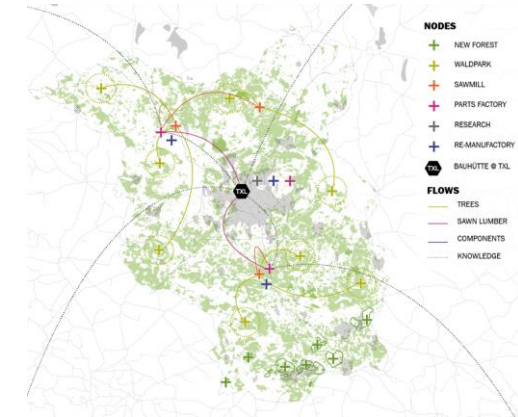 NODES
NEW FOREST
WALDPARK
SAWMILL
PARTS FACTORY
RESEARCH
RE-MANUFACTORY
TXL BAUHÜTTE @ TXL
FLOWS
TREES
SAWN LUMBER
COMPONENTS
KNOWLEDGE
TXL